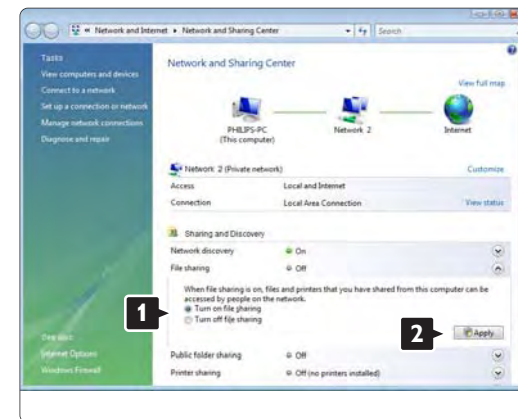 Network and Internet ▸ Network and Sharing Center
Search
Tasks
View computers and devices
Connect to a network
Set up a connection or network
Manage network connections
Diagnose and repair
See also
Internet Options
Windows Firewall
Network and Sharing Center
View full map
PHILIPS-PC
(This computer)
Network 2
Internet
Network 2 (Private network)
Customize
Access
Local and Internet
Connection
Local Area Connection
View status
Sharing and Discovery
Network discovery
On
File sharing
Off
When file sharing is on, files and printers that you have shared from this computer can be
accessed by people on the network.
1
Turn on file sharing
Turn off file sharing
2
Apply
Public folder sharing
Off
Printer sharing
Off (no printers installed)